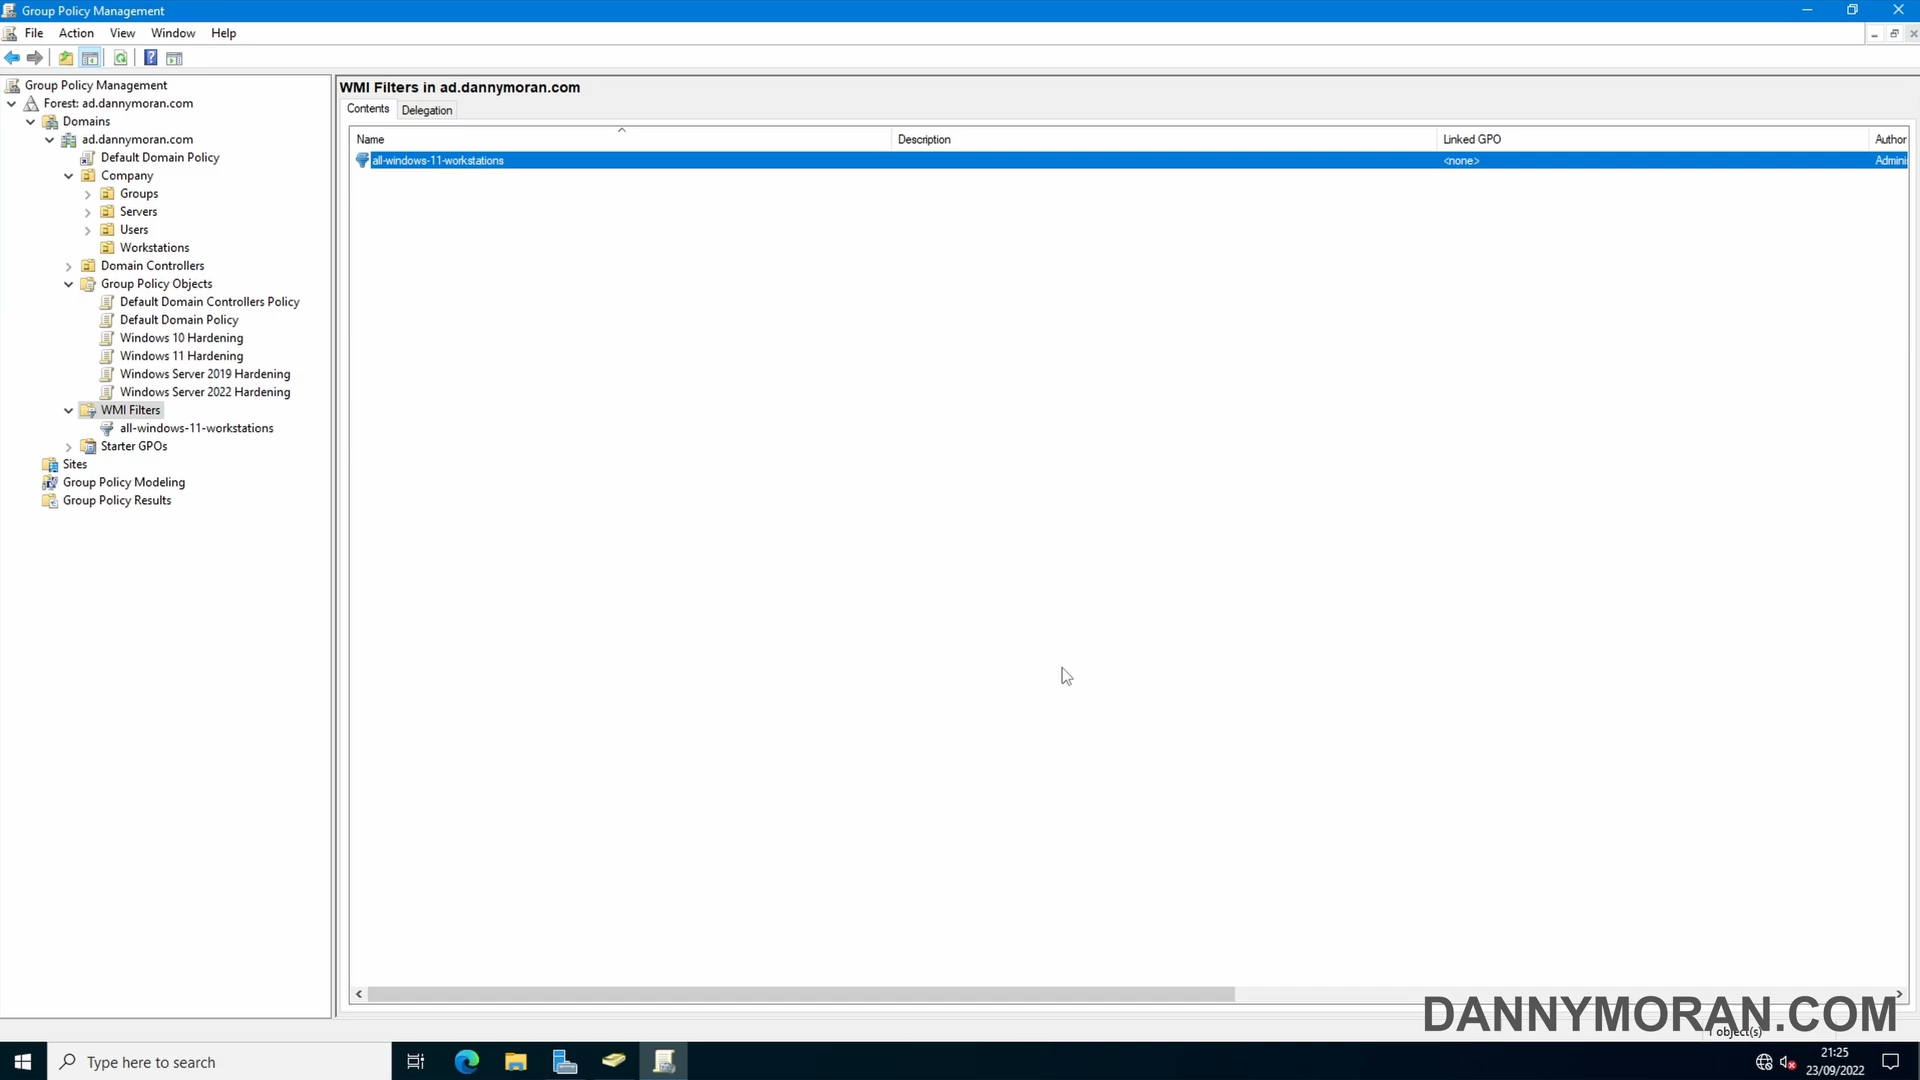 Group Policy Management
File Action View Window Help
Group Policy Management
Forest: ad.dannymoran.com
Domains
ad.dannymoran.com
Default Domain Policy
Company
Groups
Servers
Users
Workstations
Domain Controllers
Group Policy Objects
Default Domain Controllers Policy
Default Domain Policy
Windows 10 Hardening
Windows 11 Hardening
Windows Server 2019 Hardening
Windows Server 2022 Hardening
WMI Filters
all-windows-11-workstations
Starter GPOs
Sites
Group Policy Modeling
Group Policy Results
WMI Filters in ad.dannymoran.com
Contents Delegation
Name Description Linked GPO Author
all-windows-11-workstations <none> Admini
DANNYMORAN.COM
1 object(s)
Type here to search
21:25
23/09/2022